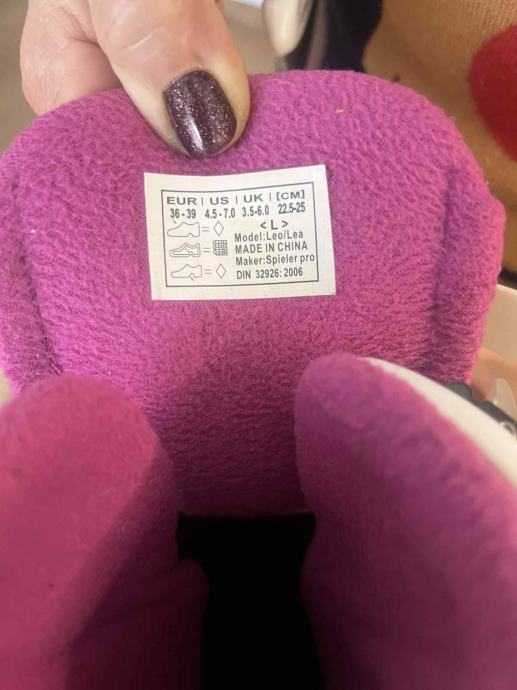 EUR | US | UK | [CM]
36-39 4.5-7.0 3.5-6.0 22.5-25
<L>
Model:Leo/Lea
MADE IN CHINA
Maker:Spieler pro
DIN 32926: 2006